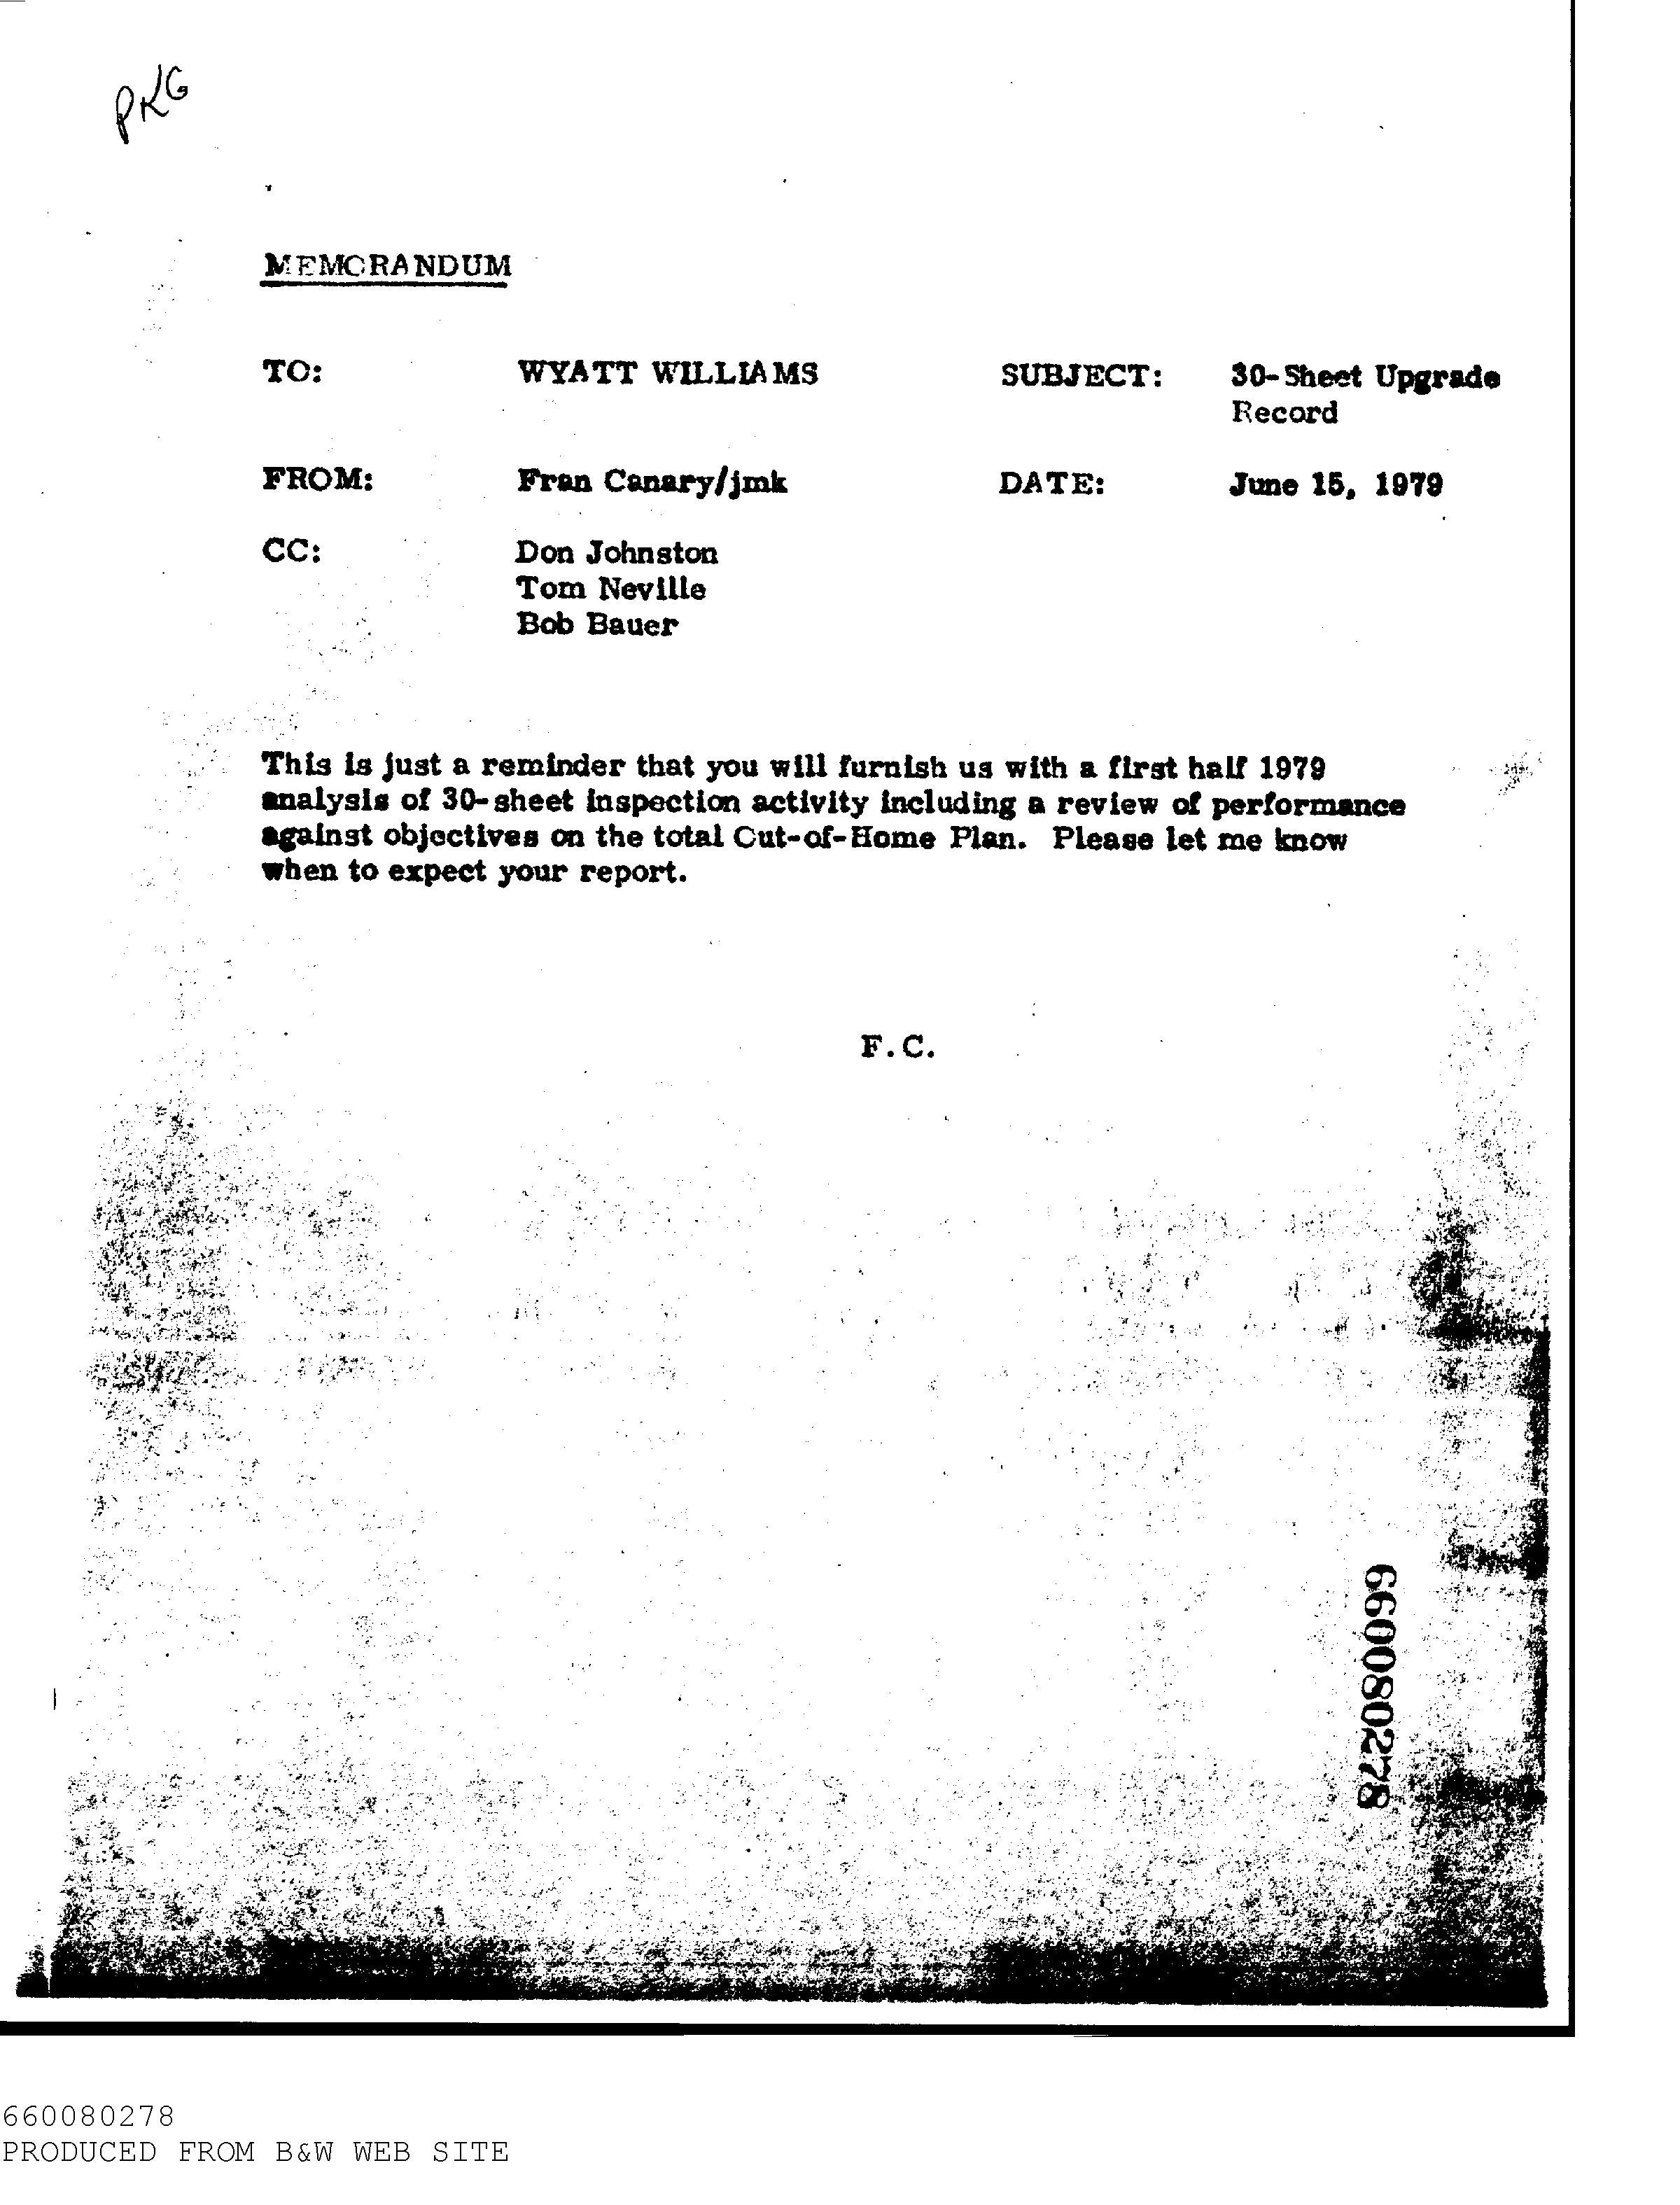 PKG
MEMORANDUM
TO: WYATT WILLIAMS SUBJECT: 30-Sheet Upgrade
Record
FROM: Fran Canary/jmk DATE: June 15, 1979
CC: Don Johnston
Tom Neville
Bob Bauer
This is just a reminder that you will furnish us with a first half 1979
analysis of 30-sheet inspection activity including a review of performance
against objectives on the total Out-of-Home Plan. Please let me know
when to expect your report.
F.C.
660080278
660080278
PRODUCED FROM B&W WEB SITE